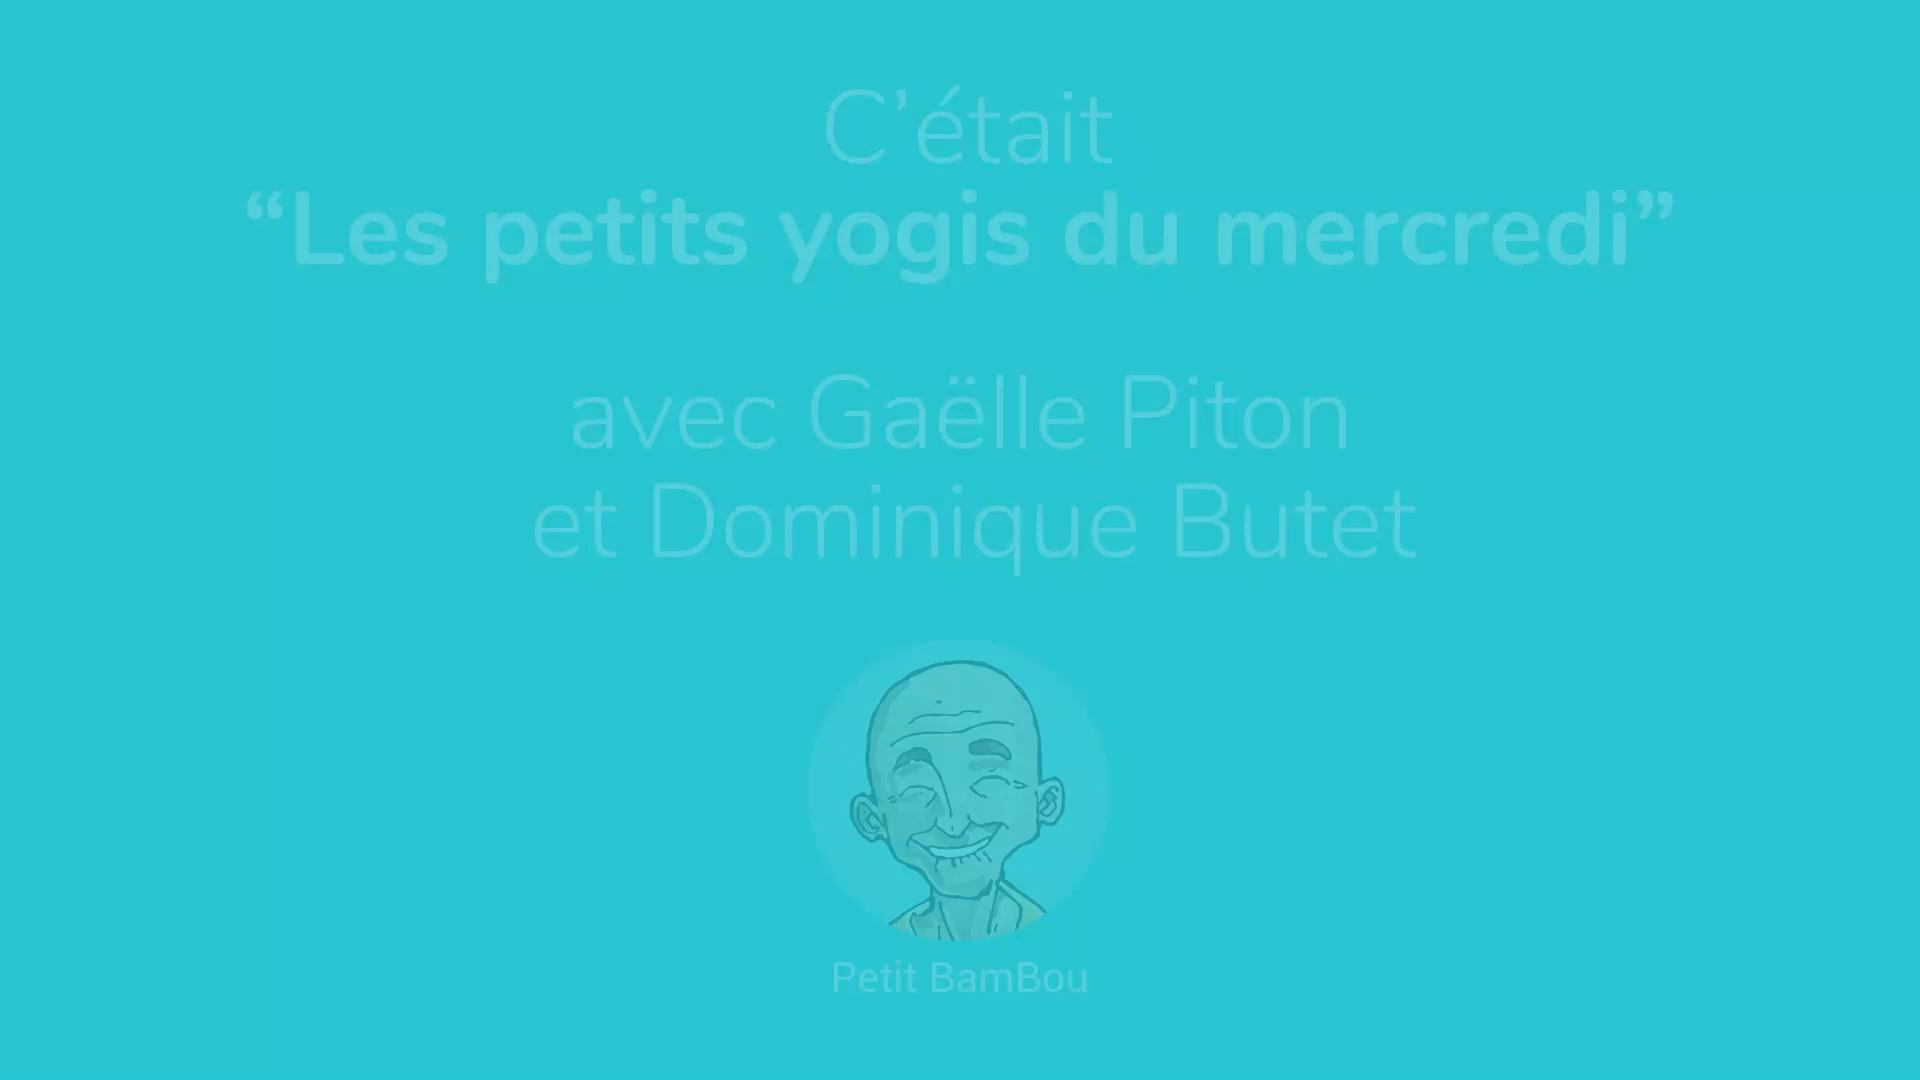 C’était
“Les petits yogis du mercredi”
avec Gaëlle Piton
et Dominique Butet
Petit BamBou